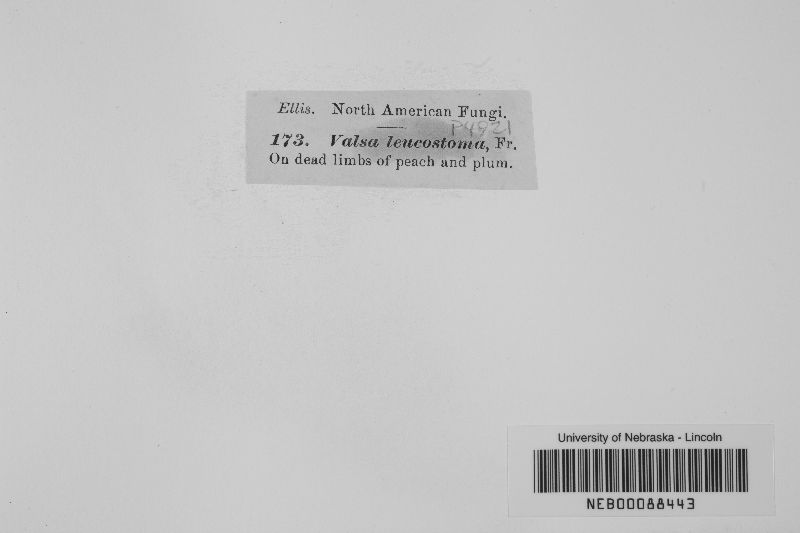 Ellis. North American Fungi.
P4921
173. Valsa leucostoma, Fr.
On dead limbs of peach and plum.
University of Nebraska - Lincoln
NEB00088443